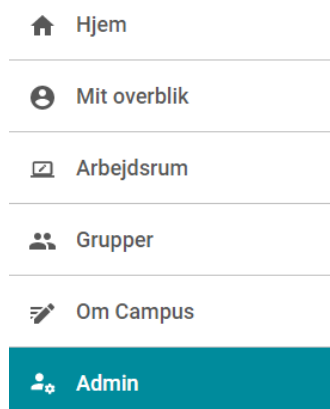 Hjem
Mit overblik
Arbejdsrum
Grupper
Om Campus
Admin